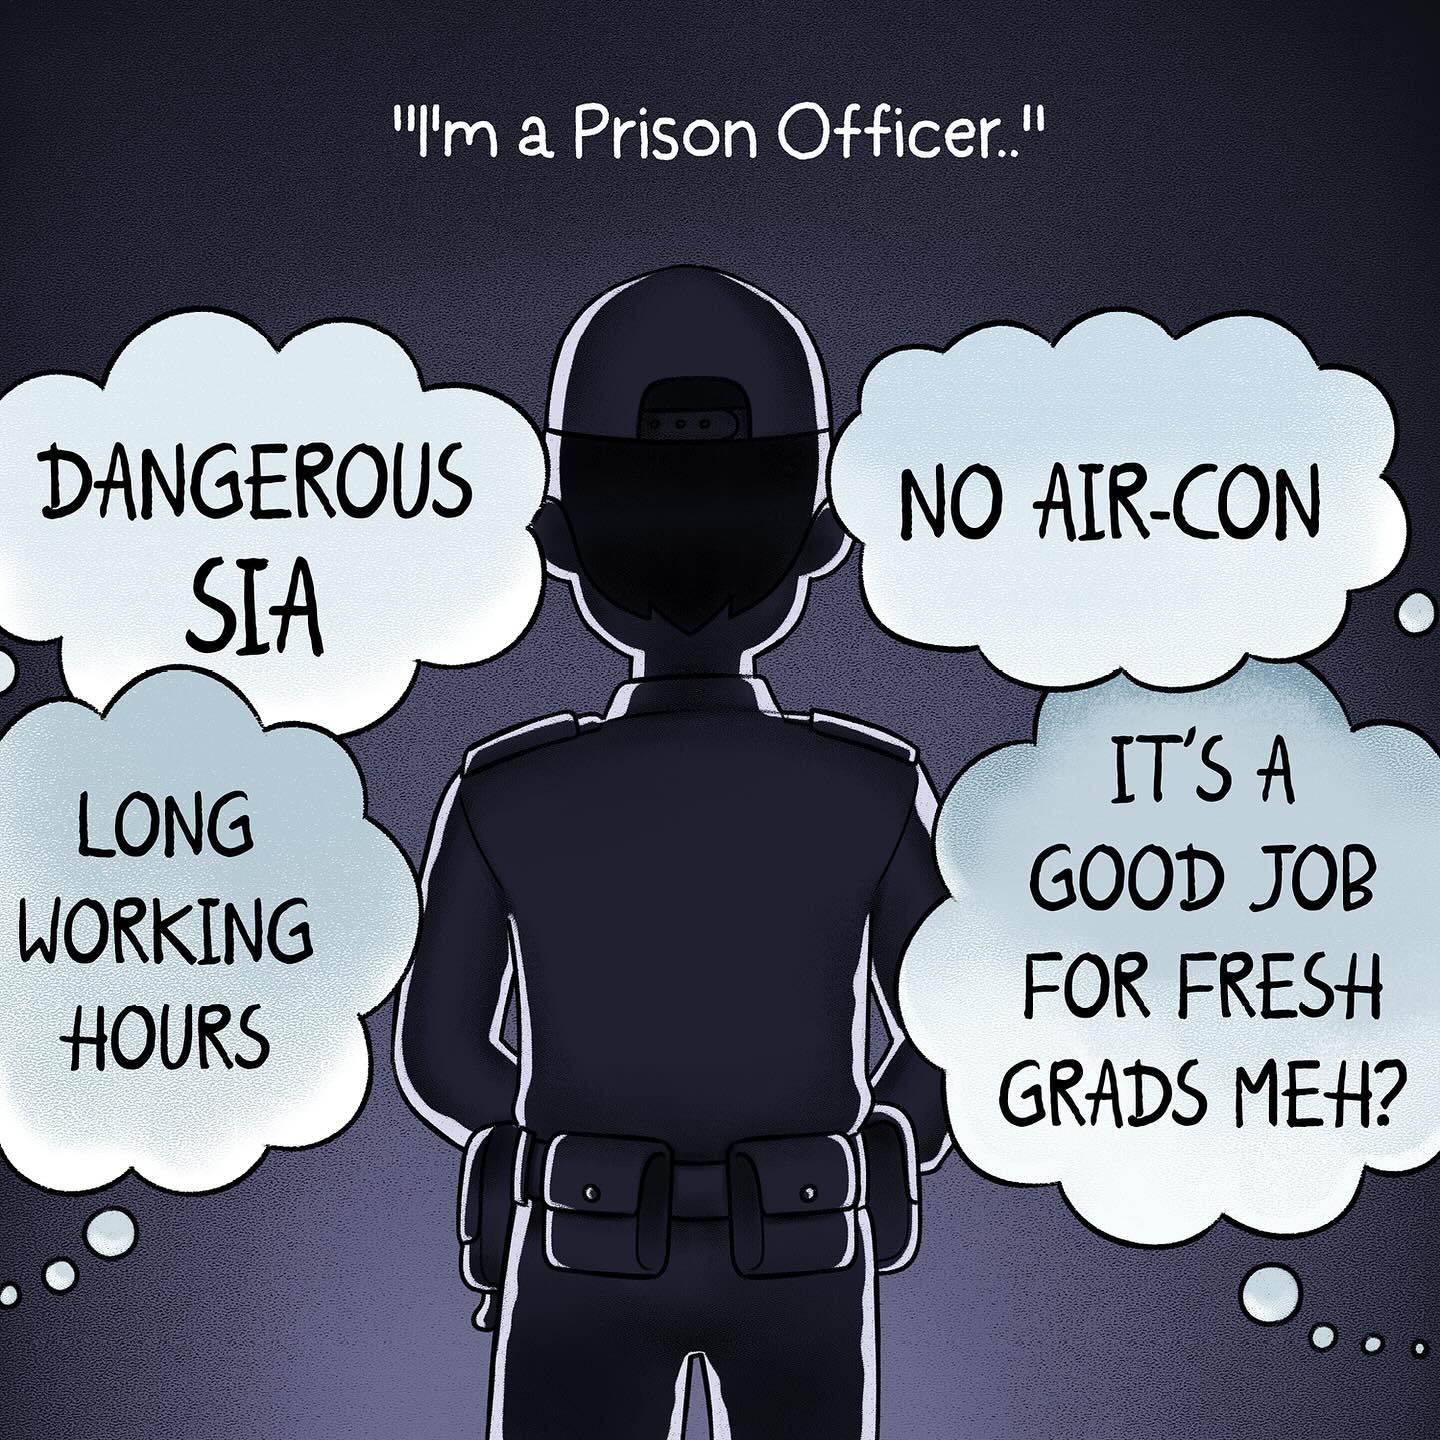 "I'm a Prison Officer.."
DANGEROUS
SIA
NO AIR-CON
LONG
WORKING
HOURS
IT'S A
GOOD JOB
FOR FRESH
GRADS MEH?